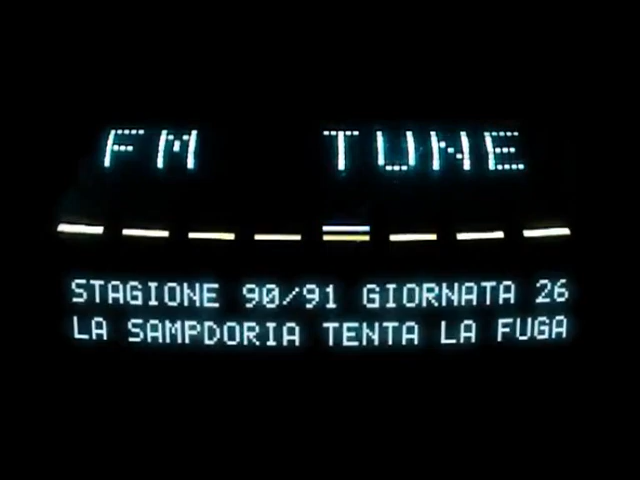 FM TUNE
STAGIONE 90/91 GIORNATA 26
LA SAMPDORIA TENTA LA FUGA